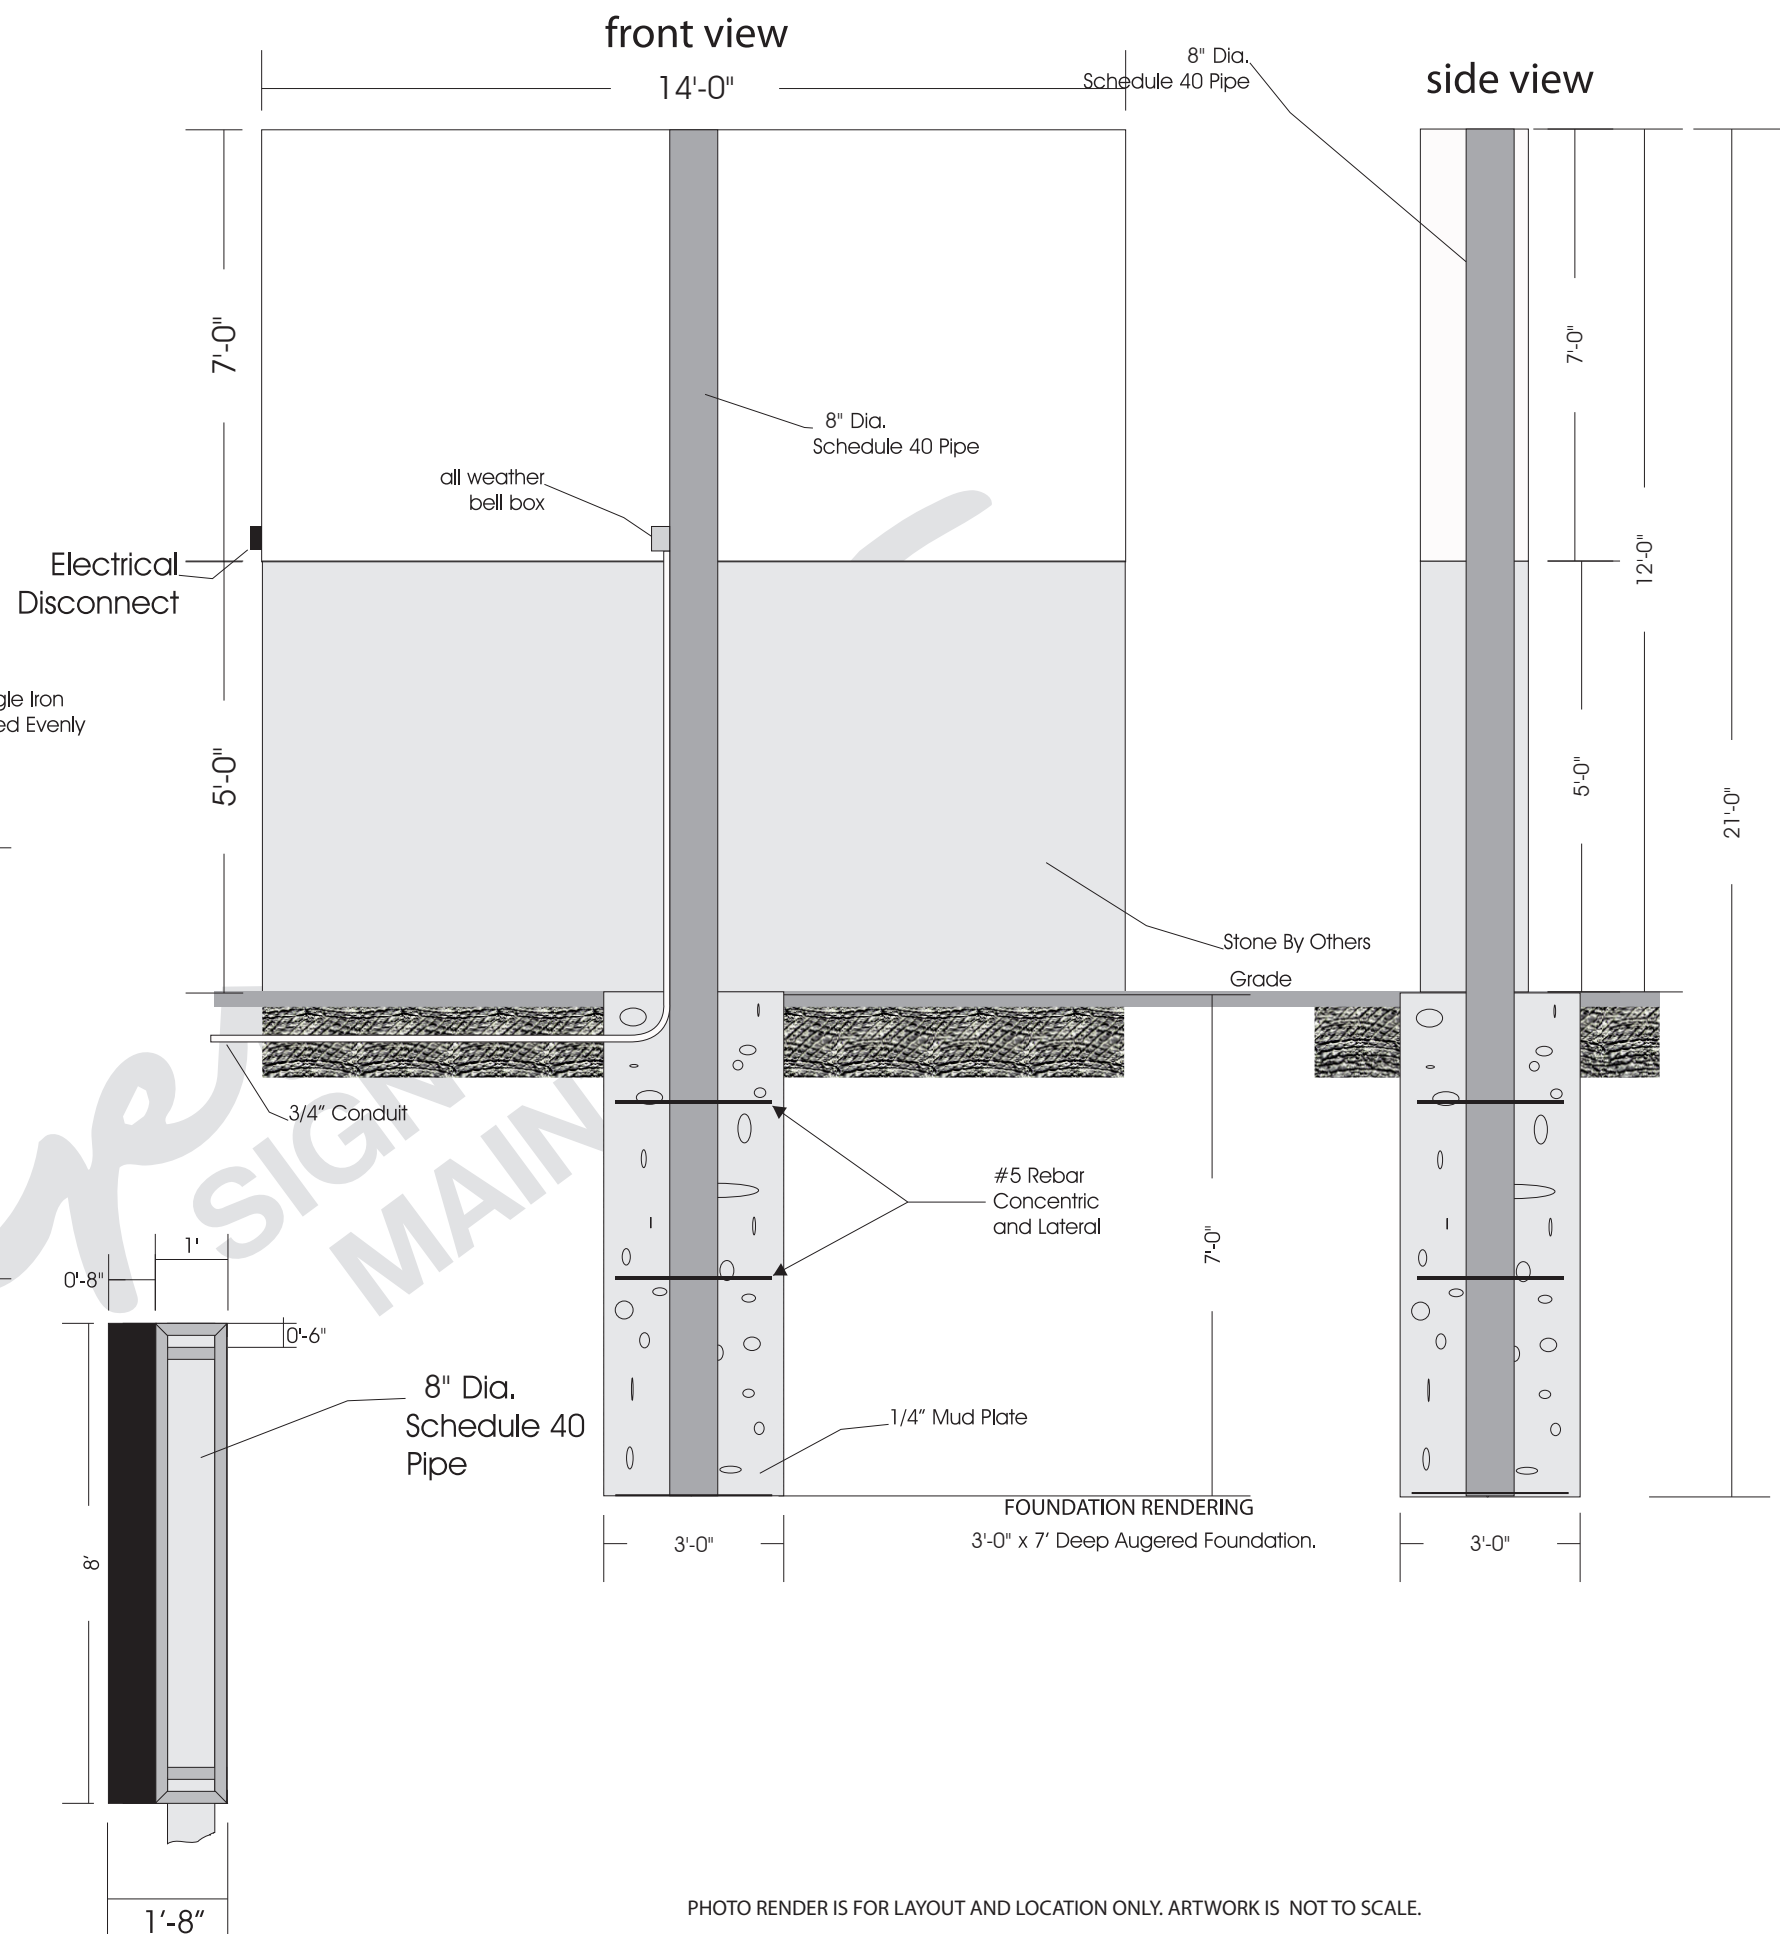 front view
14'-0"
8" Dia.
Schedule 40 Pipe
side view
7'-0"
7'-0"
8" Dia.
Schedule 40 Pipe
all weather
bell box
Electrical
Disconnect
12'-0"
gle Iron
ed Evenly
5'-0"
5'-0"
21'-0"
Stone By Others
Grade
3/4" Conduit
SIGN
MAIN
#5 Rebar
Concentric
and Lateral
7'-0"
1'
0'-8"
0'-6"
8" Dia.
Schedule 40
Pipe
1/4" Mud Plate
FOUNDATION RENDERING
3'-0" x 7' Deep Augered Foundation.
3'-0"
3'-0"
8'
1'-8"
PHOTO RENDER IS FOR LAYOUT AND LOCATION ONLY. ARTWORK IS NOT TO SCALE.